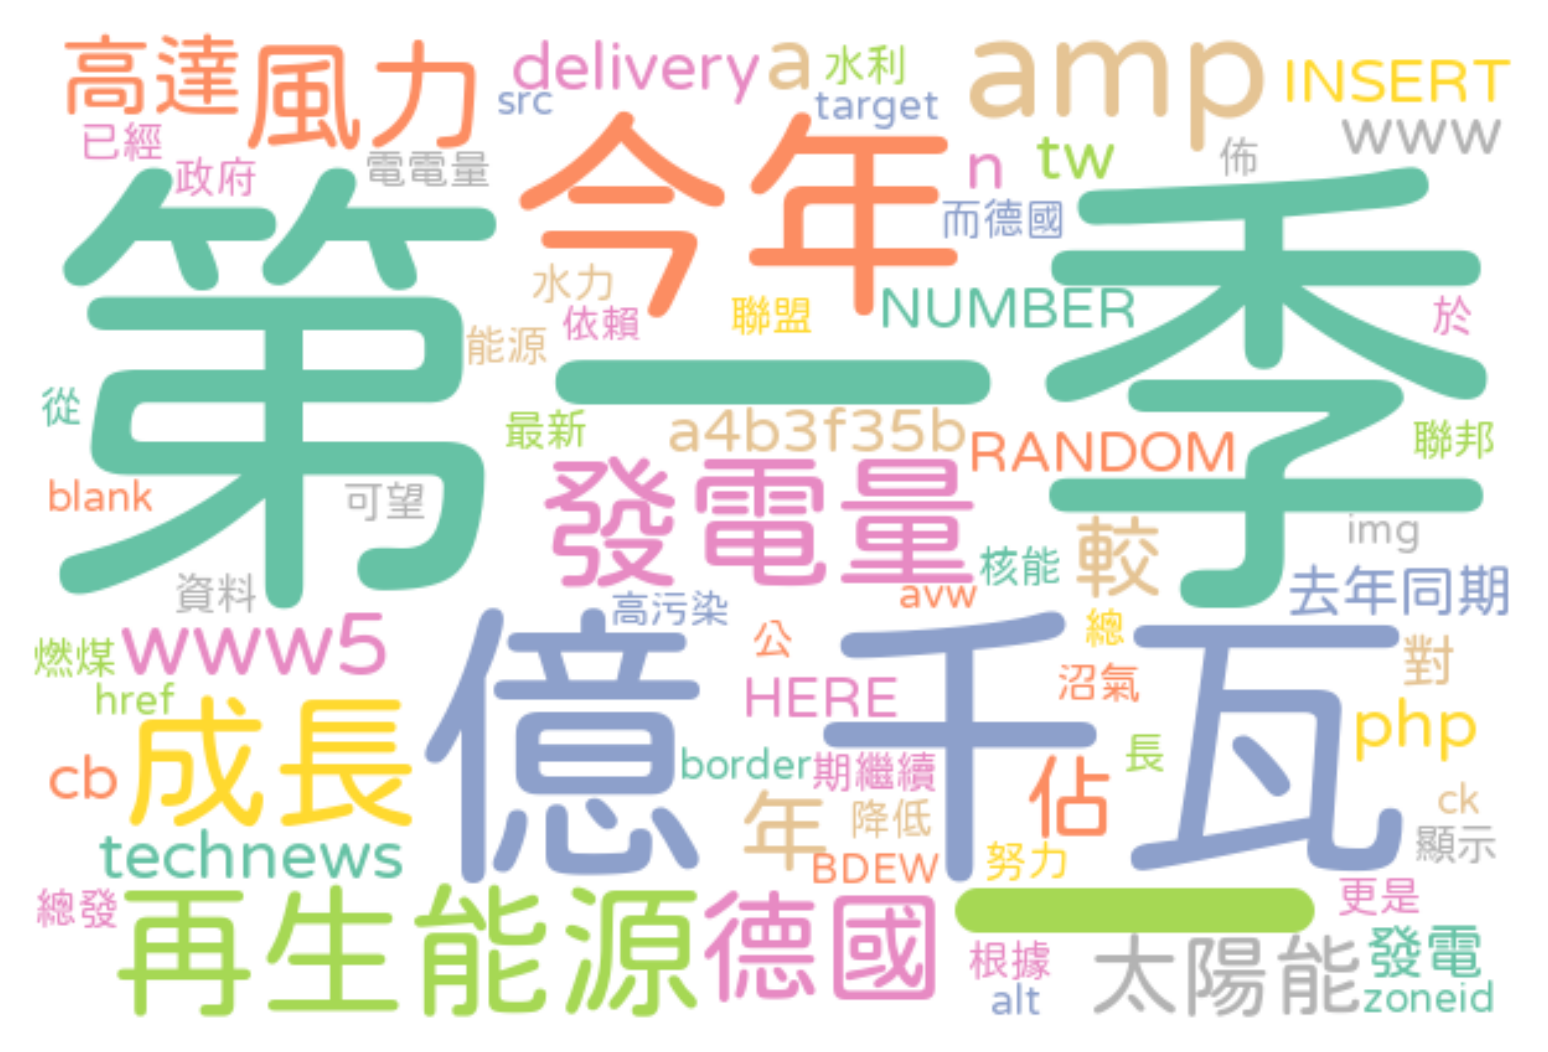 高達
風力
delivery
a
水利
amp
INSERT
src
target
www
已經
政府
電電量
今年
n
tw
佈
第一季
而德國
水力
依賴
聯盟
NUMBER
於
能源
從
最新
a4b3f35b
RANDOM
聯邦
blank
可望
發電量
較
img
資料
核能
avw
去年同期
www5
高污染
公
總
燃煤
億千瓦
沼氣
對
href
成長
HERE
php
cb
border
期繼續
佔
長
年
降低
ck
technews
BDEW
努力
顯示
總發
再生能源
德國
一
更是
根據
太陽能
發電
alt
zoneid